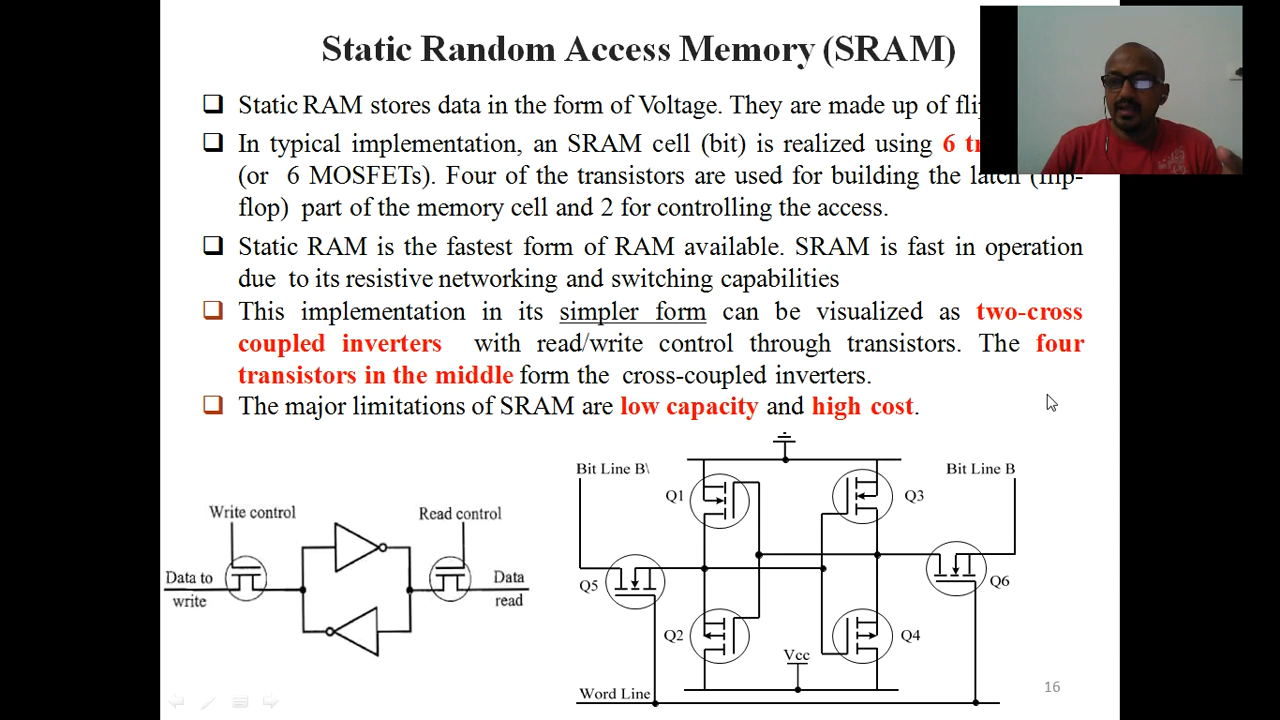 Static Random Access Memory (SRAM)
Static RAM stores data in the form of Voltage. They are made up of
In typical implementation, an SRAM cell (bit) is realized using 6
(or 6 MOSFETs). Four of the transistors are used for building the latch (flip-
flop) part of the memory cell and 2 for controlling the access.
Static RAM is the fastest form of RAM available. SRAM is fast in operation
due to its resistive networking and switching capabilities
This implementation in its simpler form can be visualized as two-cross
coupled inverters with read/write control through transistors. The four
transistors in the middle form the cross-coupled inverters.
The major limitations of SRAM are low capacity and high cost.
Write control
Read control
Data to
write
Data
read
Bit Line B\
Bit Line B
Q1
Q3
Q5
Q6
Q2
Q4
Vcc
Word Line
16